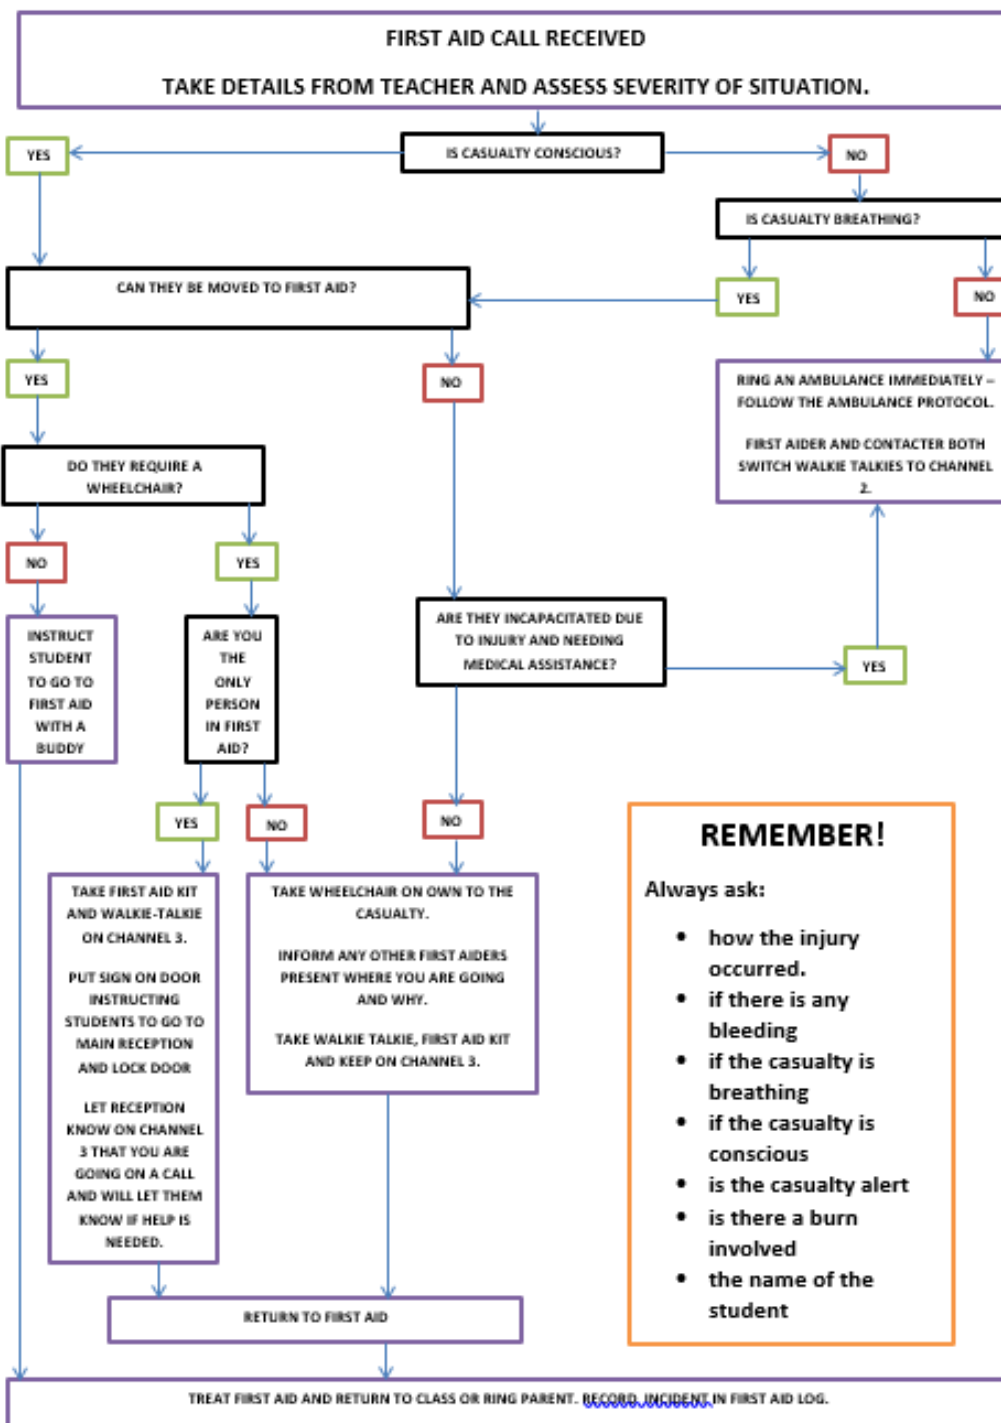 FIRST AID CALL RECEIVED
TAKE DETAILS FROM TEACHER AND ASSESS SEVERITY OF SITUATION.
YES
IS CASUALTY CONSCIOUS?
NO
IS CASUALTY BREATHING?
CAN THEY BE MOVED TO FIRST AID?
YES
NO
YES
NO
RING AN AMBULANCE IMMEDIATELY –
FOLLOW THE AMBULANCE PROTOCOL.
FIRST AIDER AND CONTACTER BOTH
SWITCH WALKIE TALKIES TO CHANNEL
2.
DO THEY REQUIRE A
WHEELCHAIR?
NO
YES
INSTRUCT
STUDENT
TO GO TO
FIRST AID
WITH A
BUDDY
ARE YOU
THE
ONLY
PERSON
IN FIRST
AID?
ARE THEY INCAPACITATED DUE
TO INJURY AND NEEDING
MEDICAL ASSISTANCE?
YES
YES
NO
NO
TAKE FIRST AID KIT
AND WALKIE-TALKIE
ON CHANNEL 3.
PUT SIGN ON DOOR
INSTRUCTING
STUDENTS TO GO TO
MAIN RECEPTION
AND LOCK DOOR
LET RECEPTION
KNOW ON CHANNEL
3 THAT YOU ARE
GOING ON A CALL
AND WILL LET THEM
KNOW IF HELP IS
NEEDED.
TAKE WHEELCHAIR ON OWN TO THE
CASUALTY.
INFORM ANY OTHER FIRST AIDERS
PRESENT WHERE YOU ARE GOING
AND WHY.
TAKE WALKIE TALKIE, FIRST AID KIT
AND KEEP ON CHANNEL 3.
REMEMBER!
Always ask:
• how the injury
occurred.
• if there is any
bleeding
• if the casualty is
breathing
• if the casualty is
conscious
• is the casualty alert
• is there a burn
involved
• the name of the
student
RETURN TO FIRST AID
TREAT FIRST AID AND RETURN TO CLASS OR RING PARENT. RECORD INCIDENT IN FIRST AID LOG.